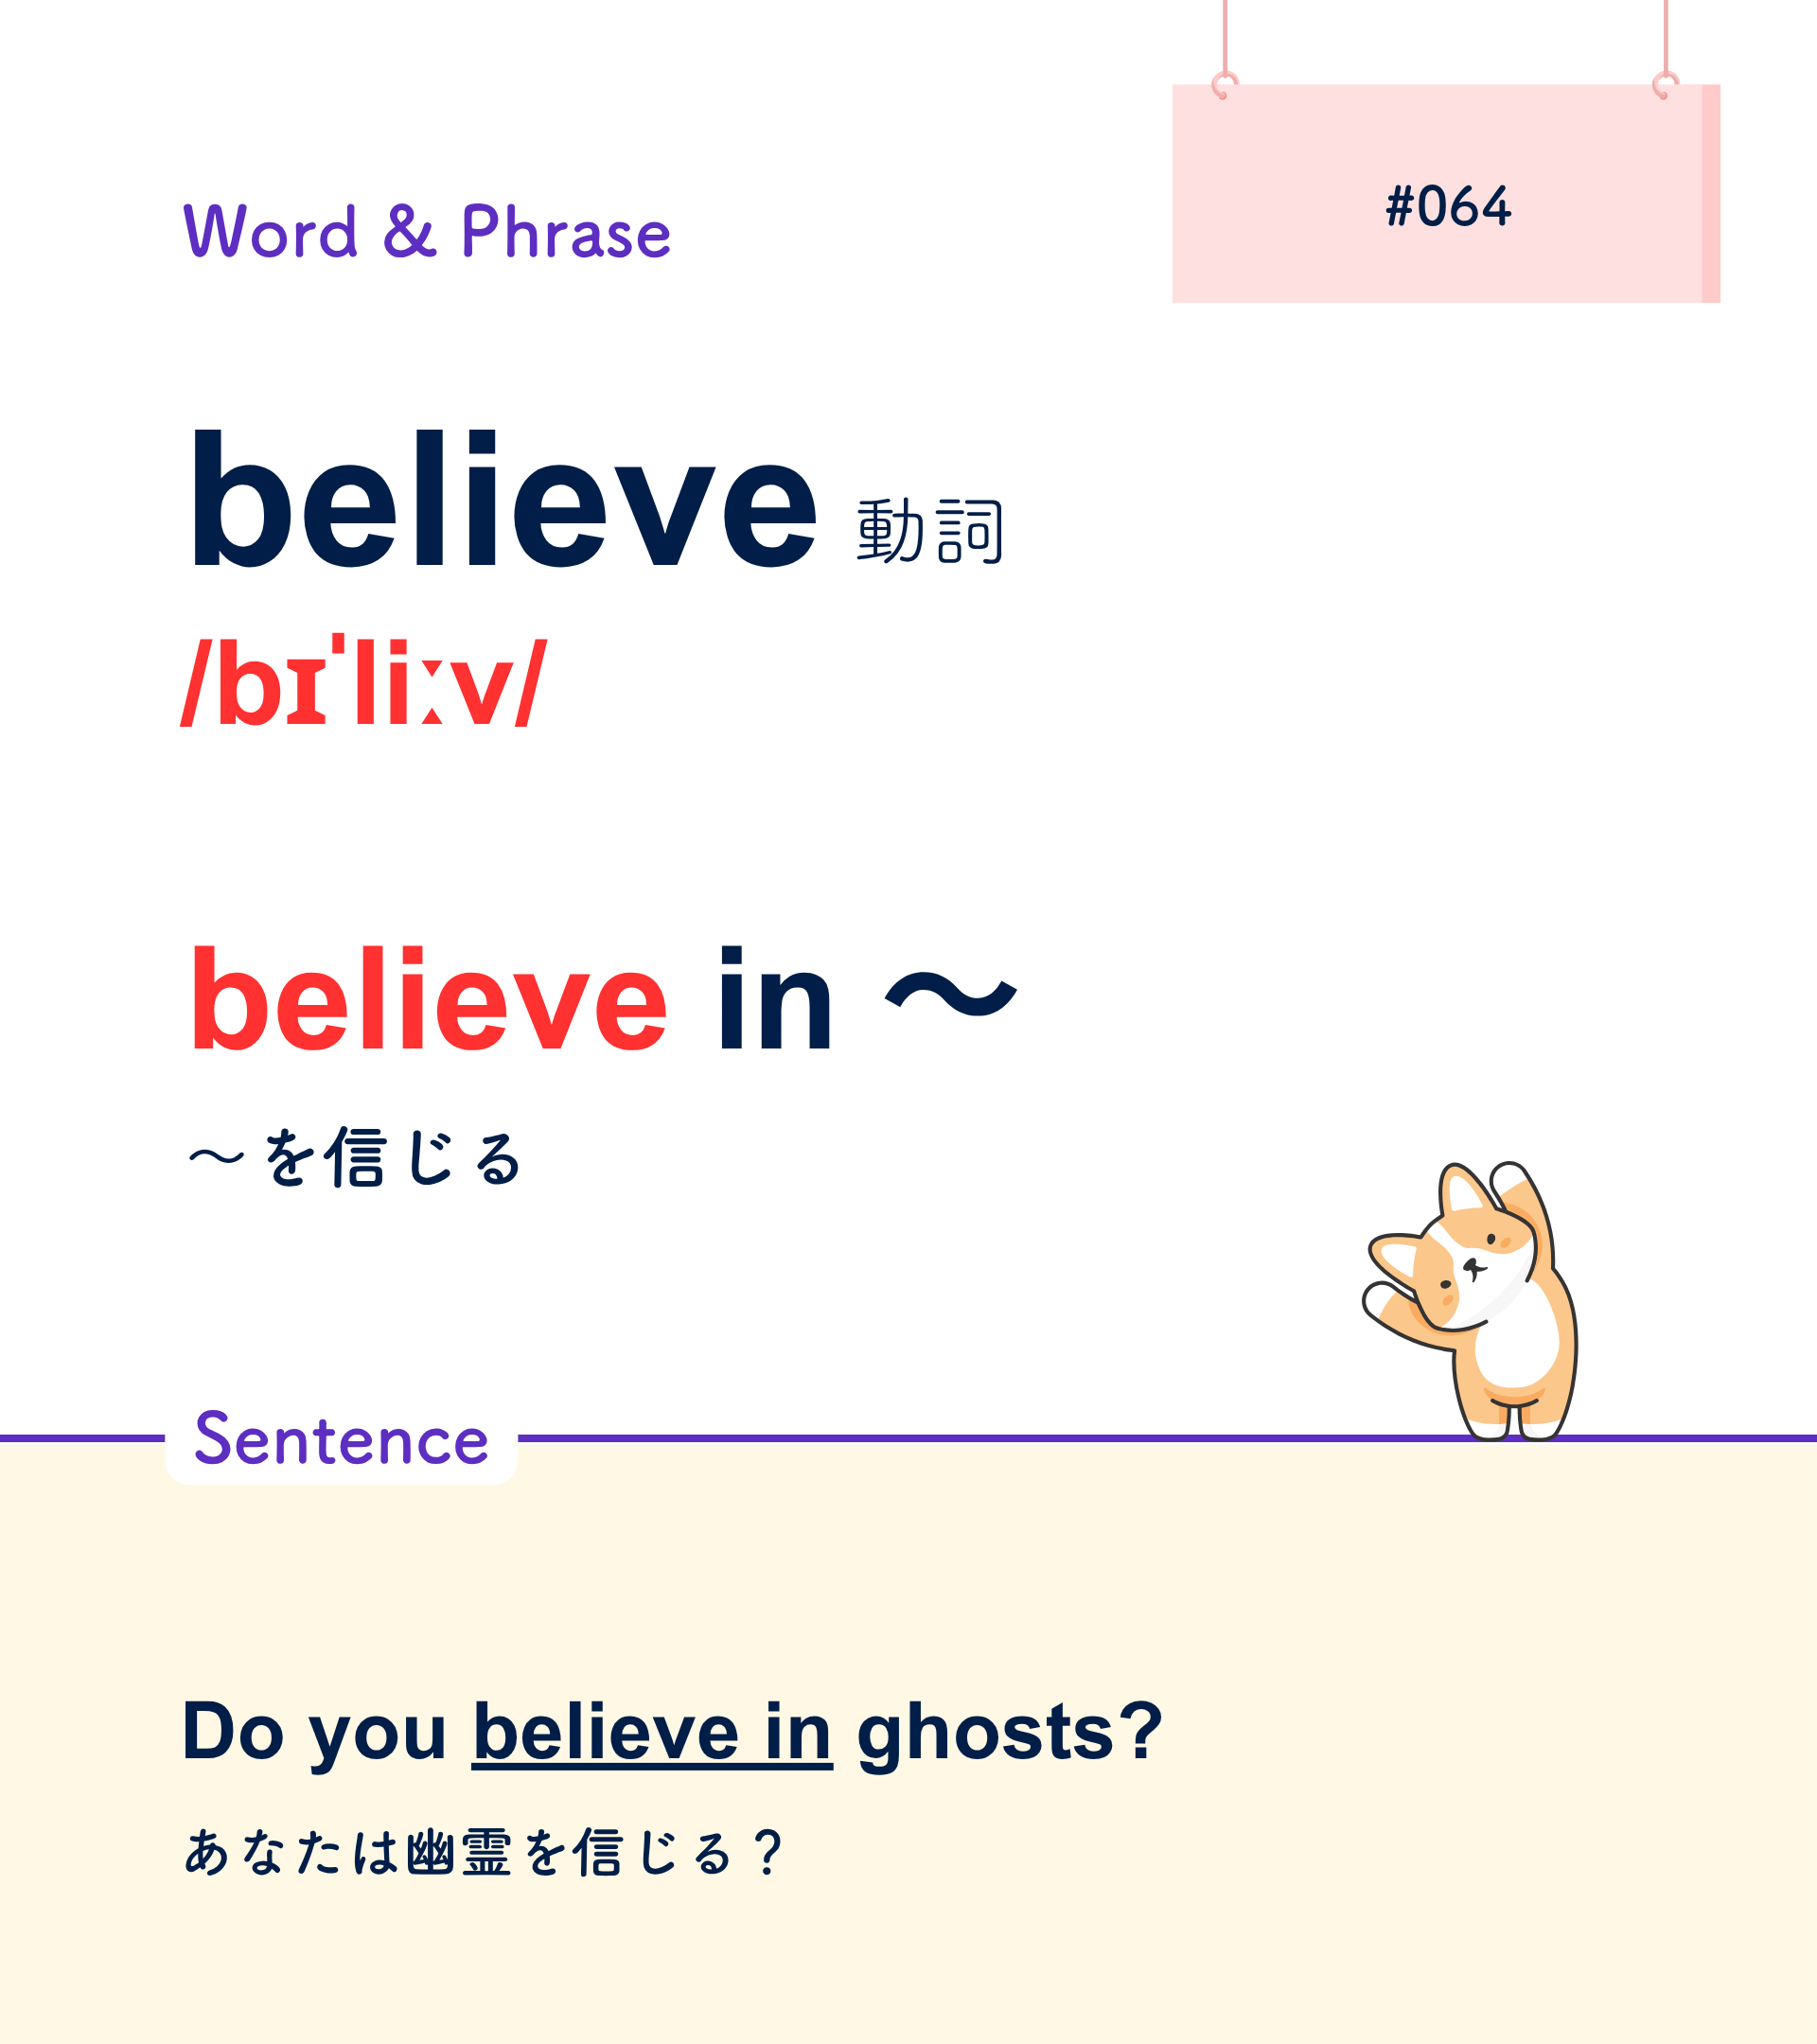 #064
Word & Phrase
believe 動詞
/bɪˈliːv/
believe in 〜
〜 を信じる
Sentence
Do you believe in ghosts?
あなたは幽霊を信じる？